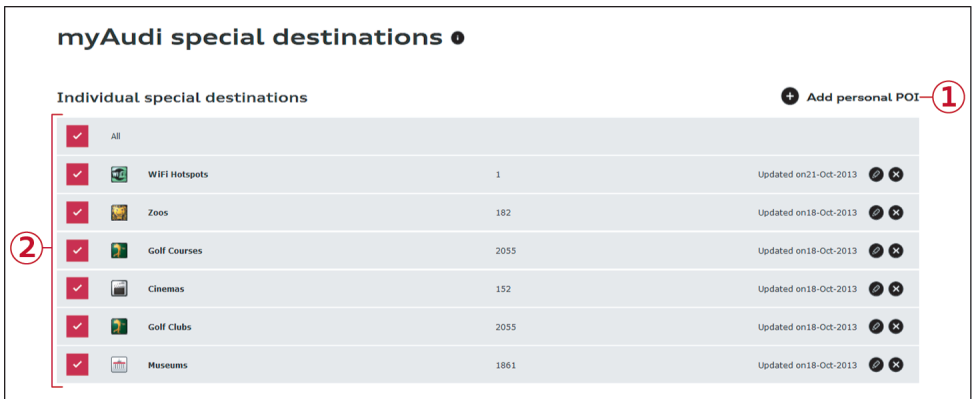 myAudi special destinations i
Individual special destinations
Add personal POI 1
2
All
WiFi Hotspots 1 Updated on21-Oct-2013
Zoos 182 Updated on18-Oct-2013
Golf Courses 2055 Updated on18-Oct-2013
Cinemas 152 Updated on18-Oct-2013
Golf Clubs 2055 Updated on18-Oct-2013
Museums 1861 Updated on18-Oct-2013